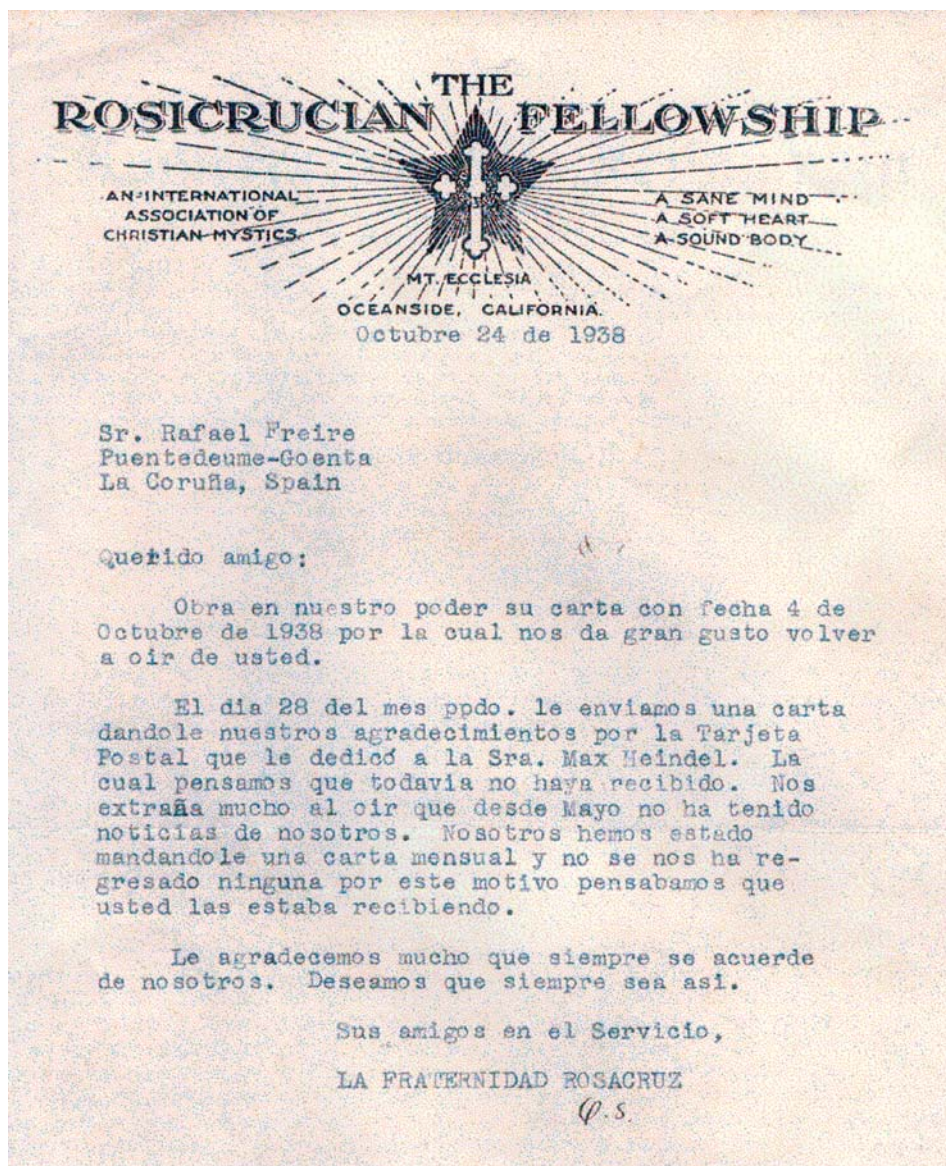 THE
ROSICRUCIAN FELLOWSHIP
AN INTERNATIONAL
ASSOCIATION OF
CHRISTIAN MYSTICS
A SANE MIND
A SOFT HEART
A SOUND BODY
MT. ECCLESIA
OCEANSIDE, CALIFORNIA.
Octubre 24 de 1938
Sr. Rafael Freire
Puentedeume-Goenta
La Coruña, Spain
Querido amigo:
Obra en nuestro poder su carta con fecha 4 de
Octubre de 1938 por la cual nos da gran gusto volver
a oir de usted.
El dia 28 del mes ppdo. le enviamos una carta
dandole nuestros agradecimientos por la Tarjeta
Postal que le dedicó a la Sra. Max Heindel. La
cual pensamos que todavia no haya recibido. Nos
extraña mucho al oir que desde Mayo no ha tenido
noticias de nosotros. Nosotros hemos estado
mandandole una carta mensual y no se nos ha re-
gresado ninguna por este motivo pensabamos que
usted las estaba recibiendo.
Le agradecemos mucho que siempre se acuerde
de nosotros. Deseamos que siempre sea asi.
Sus amigos en el Servicio,
LA FRATERNIDAD ROSACRUZ